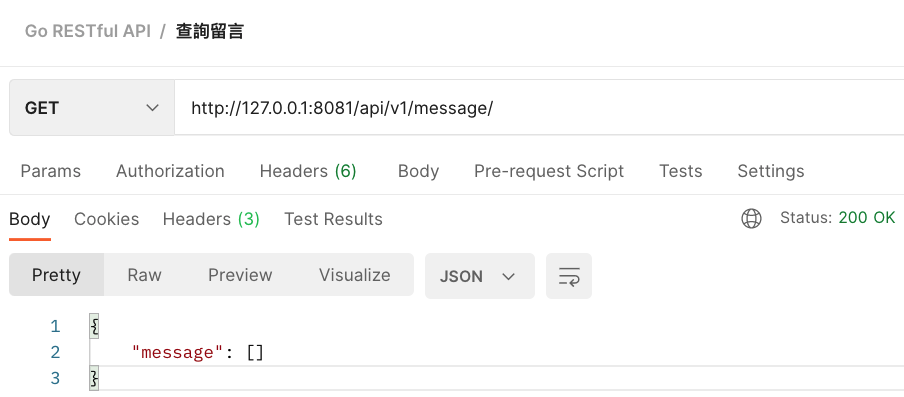 Go RESTful API / 查詢留言
GET http://127.0.0.1:8081/api/v1/message/
Params Authorization Headers (6) Body Pre-request Script Tests Settings
Body Cookies Headers (3) Test Results Status: 200 OK
Pretty Raw Preview Visualize JSON
1 {
2 "message": []
3 }